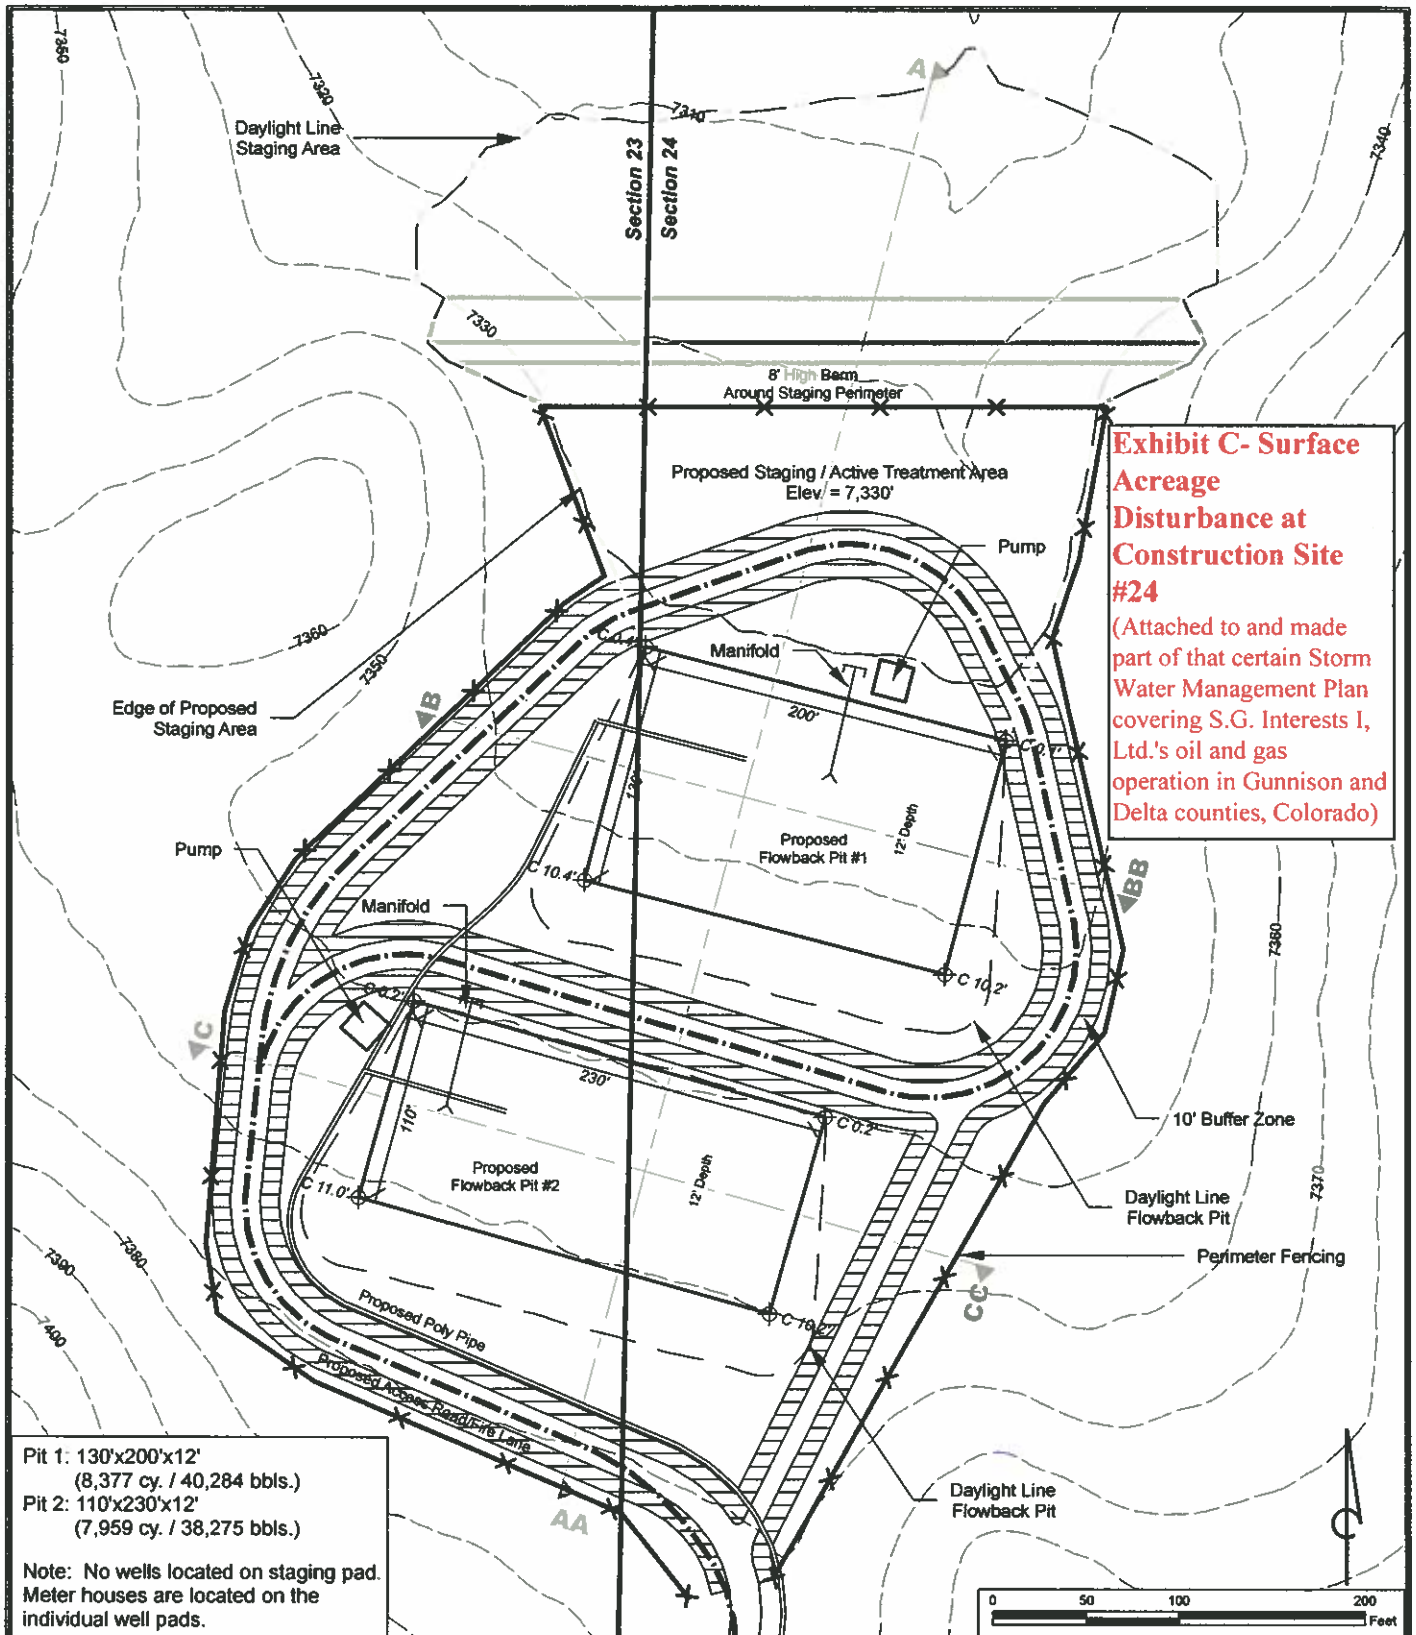 7350
7320
7310
A
7340
Daylight Line
Staging Area
Section 23
Section 24
7330
8' High Berm
Around Staging Perimeter
Exhibit C- Surface
Acreage
Disturbance at
Construction Site
#24
(Attached to and made
part of that certain Storm
Water Management Plan
covering S.G. Interests I,
Ltd.'s oil and gas
operation in Gunnison and
Delta counties, Colorado)
Proposed Staging / Active Treatment Area
Elev = 7,330'
Pump
7360
7350
C 0.4'
Manifold
200'
130'
Edge of Proposed
Staging Area
B
Proposed
Flowback Pit #1
12' Depth
Pump
C 10.4'
BB
Manifold
7360
C 10.2'
C 0.2'
C
230'
110'
C 0.2'
10' Buffer Zone
Proposed
Flowback Pit #2
12' Depth
C 11.0'
7370
Daylight Line
Flowback Pit
Perimeter Fencing
7390
7380
7400
CC
C 10.2'
Proposed Poly Pipe
Proposed Access Road/Fire Lane
Daylight Line
Flowback Pit
AA
Pit 1: 130'x200'x12'
(8,377 cy. / 40,284 bbls.)
Pit 2: 110'x230'x12'
(7,959 cy. / 38,275 bbls.)
Note: No wells located on staging pad.
Meter houses are located on the
individual well pads.
0 50 100 200
Feet